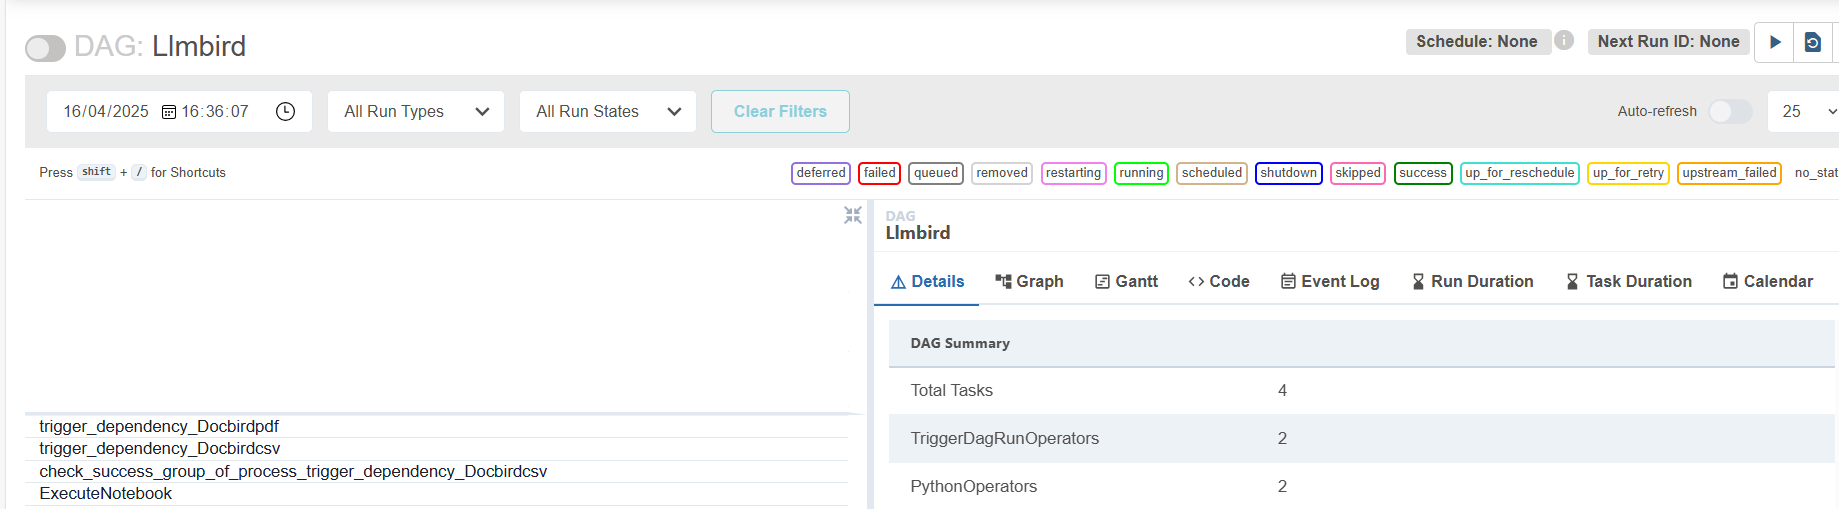 DAG: Llmbird
Schedule: None
Next Run ID: None
16/04/2025 16:36:07
All Run Types
All Run States
Clear Filters
Auto-refresh
25
Press shift + / for Shortcuts
deferred
failed
queued
removed
restarting
running
scheduled
shutdown
skipped
success
up_for_reschedule
up_for_retry
upstream_failed
no_stat
DAG
Llmbird
Details
Graph
Gantt
Code
Event Log
Run Duration
Task Duration
Calendar
DAG Summary
Total Tasks 4
TriggerDagRunOperators 2
PythonOperators 2
trigger_dependency_Docbirdpdf
trigger_dependency_Docbirdcsv
check_success_group_of_process_trigger_dependency_Docbirdcsv
ExecuteNotebook